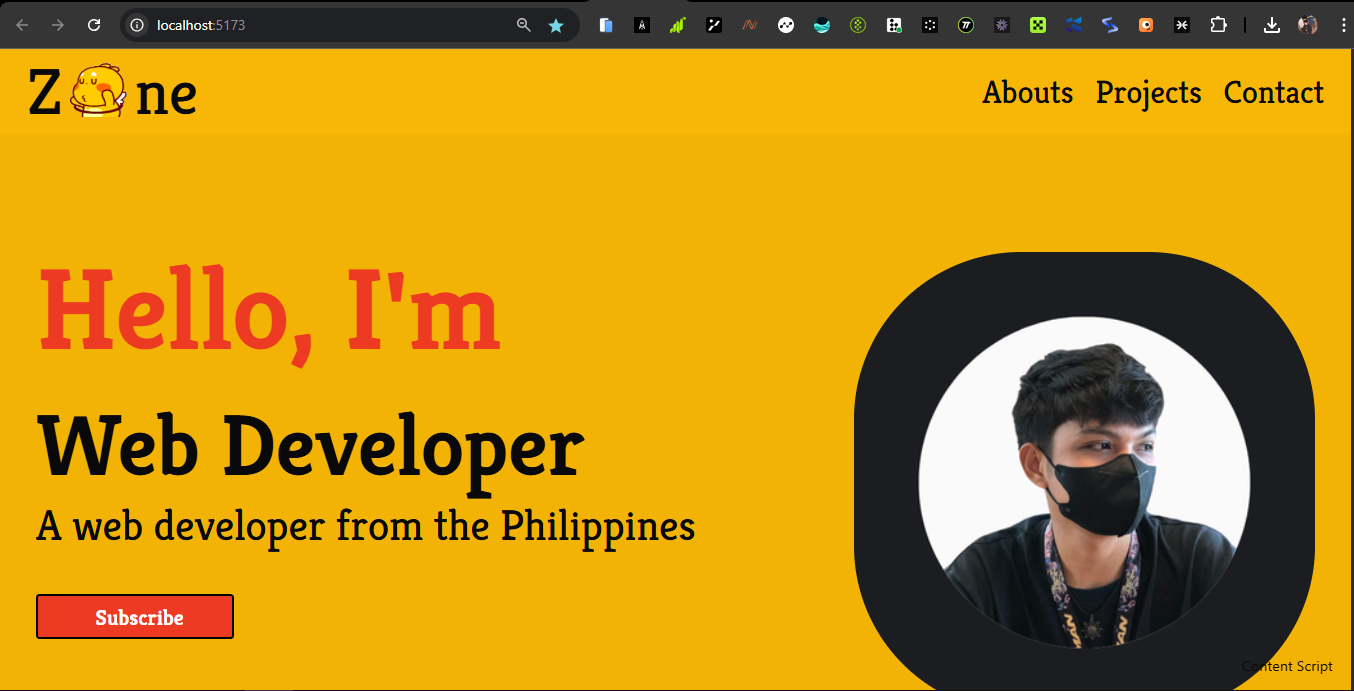 localhost:5173
Z ne
Abouts Projects Contact
Hello, I'm
Web Developer
A web developer from the Philippines
Subscribe
Content Script